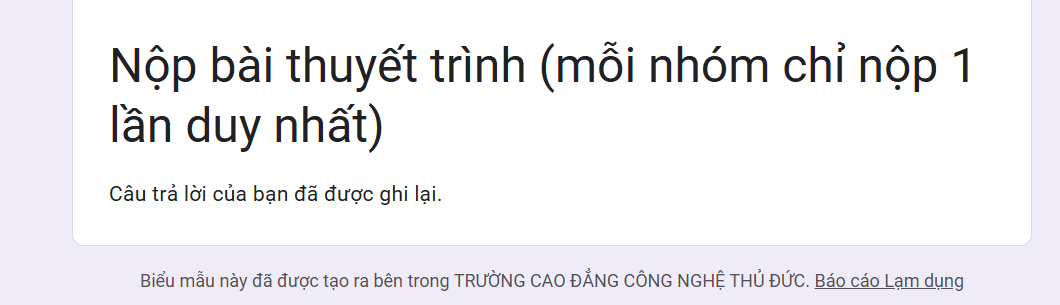 Nộp bài thuyết trình (mỗi nhóm chỉ nộp 1
lần duy nhất)
Câu trả lời của bạn đã được ghi lại.
Biểu mẫu này đã được tạo ra bên trong TRƯỜNG CAO ĐẲNG CÔNG NGHỆ THỦ ĐỨC. Báo cáo Lạm dụng